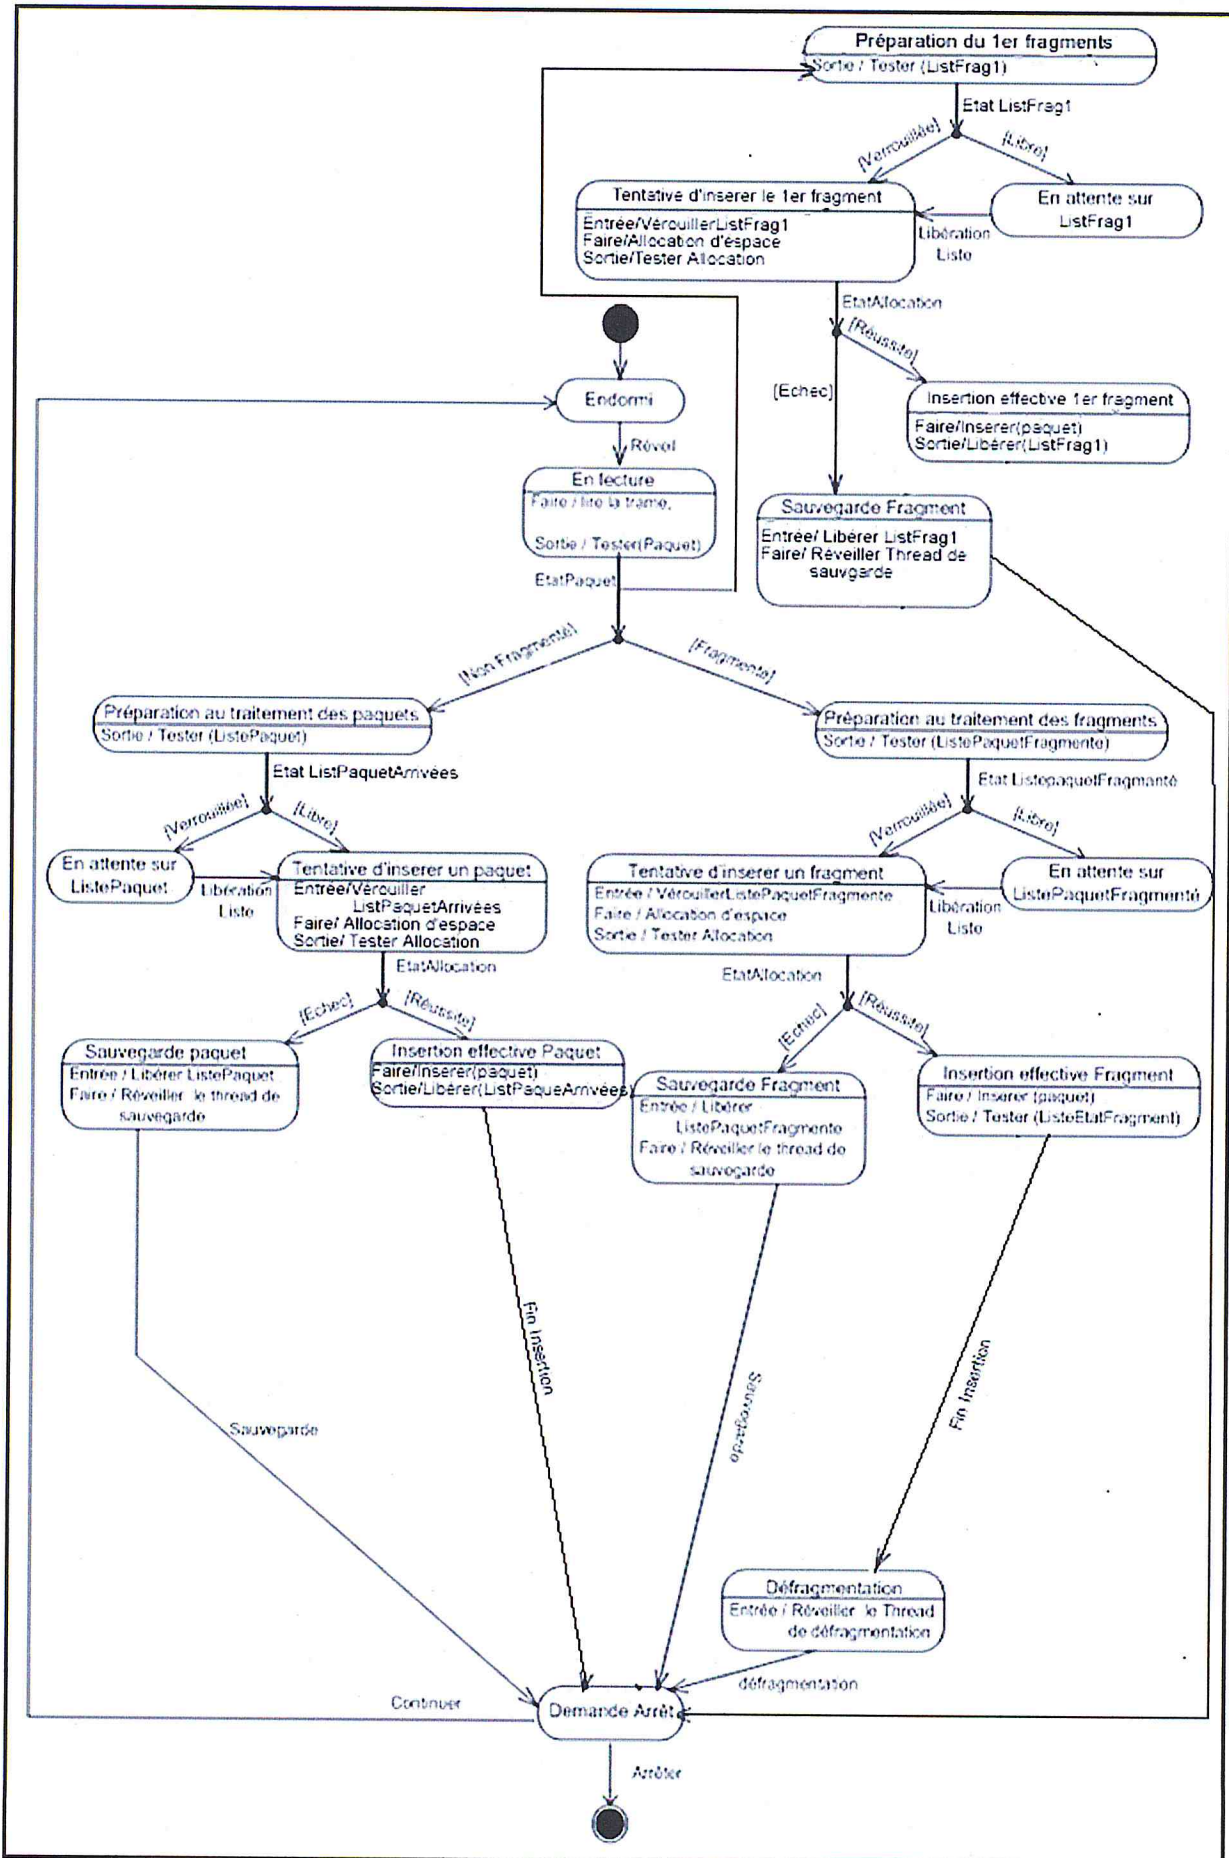 Préparation du 1er fragments
Sortie / Tester (ListFrag1)
Etat ListFrag1
[Verrouillée]
[Libre]
Tentative d'inserer le 1er fragment
Entrée/VérouillerListFrag1
Faire/Allocation d'espace
Sortie/Tester Allocation
En attente sur
ListFrag1
Libération
Liste
EtatAllocation
[Réussite]
[Echec]
Insertion effective 1er fragment
Faire/Inserer(paquet)
Sortie/Libérer(ListFrag1)
Endormi
Réveil
En lecture
Faire / lire la trame,
Sortie / Tester(Paquet)
Sauvegarde Fragment
Entrée/ Libérer ListFrag1
Faire/ Réveiller Thread de
sauvgarde
EtatPaquet
[Non Fragmenté]
[Fragmente]
Préparation au traitement des paquets
Sortie / Tester (ListePaquet)
Préparation au traitement des fragments
Sortie / Tester (ListePaquetFragmente)
Etat ListPaquetArrivées
Etat ListepaquetFragmanté
[Verrouillée]
[Libre]
[Verrouillée]
[Libre]
En attente sur
ListePaquet
Libération
Liste
Tentative d'inserer un paquet
Entrée/Vérouiller
ListPaquetArrivées
Faire/ Allocation d'espace
Sortie/ Tester Allocation
Tentative d'inserer un fragment
Entrée / VérouillerListePaquetFragmente
Faire / Allocation d'espace
Sortie / Tester Allocation
En attente sur
ListePaquetFragmenté
Libération
Liste
EtatAllocation
EtatAllocation
[Echec]
[Réussite]
[Echec]
[Réussite]
Sauvegarde paquet
Entrée / Libérer ListePaquet
Faire / Réveiller le thread de
sauvegarde
Insertion effective Paquet
Faire/Inserer(paquet)
Sortie/Libérer(ListPaqueArrivées)
Sauvegarde Fragment
Entrée / Libérer
ListePaquetFragmente
Faire / Réveiller le thread de
sauvegarde
Insertion effective Fragment
Faire / Insérer (paquet)
Sortie / Tester (ListeEtatFragment)
Fin Insertion
Sauvegarde
Fin Insertion
Sauvegarde
Défragmentation
Entrée / Réveiller le Thread
de défragmentation
défragmentation
Continuer
Demande Arrêt
Arrêter